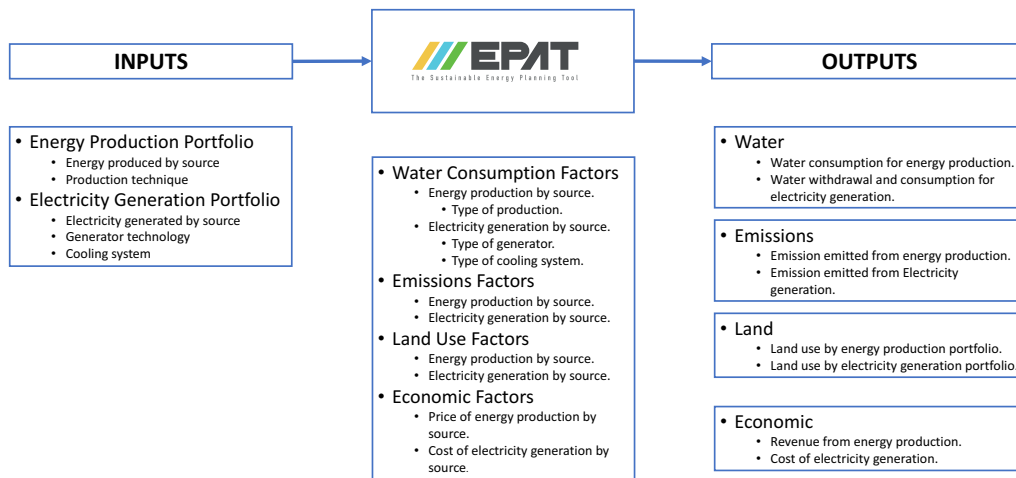 INPUTS
EPAT
The Sustainable Energy Planning Tool
OUTPUTS
• Energy Production Portfolio
• Energy produced by source
• Production technique
• Electricity Generation Portfolio
• Electricity generated by source
• Generator technology
• Cooling system
• Water Consumption Factors
• Energy production by source.
• Type of production.
• Electricity generation by source.
• Type of generator.
• Type of cooling system.
• Emissions Factors
• Energy production by source.
• Electricity generation by source.
• Land Use Factors
• Energy production by source.
• Electricity generation by source.
• Economic Factors
• Price of energy production by
source.
• Cost of electricity generation by
source.
• Water
• Water consumption for energy production.
• Water withdrawal and consumption for
electricity generation.
• Emissions
• Emission emitted from energy production.
• Emission emitted from Electricity
generation.
• Land
• Land use by energy production portfolio.
• Land use by electricity generation portfolio.
• Economic
• Revenue from energy production.
• Cost of electricity generation.